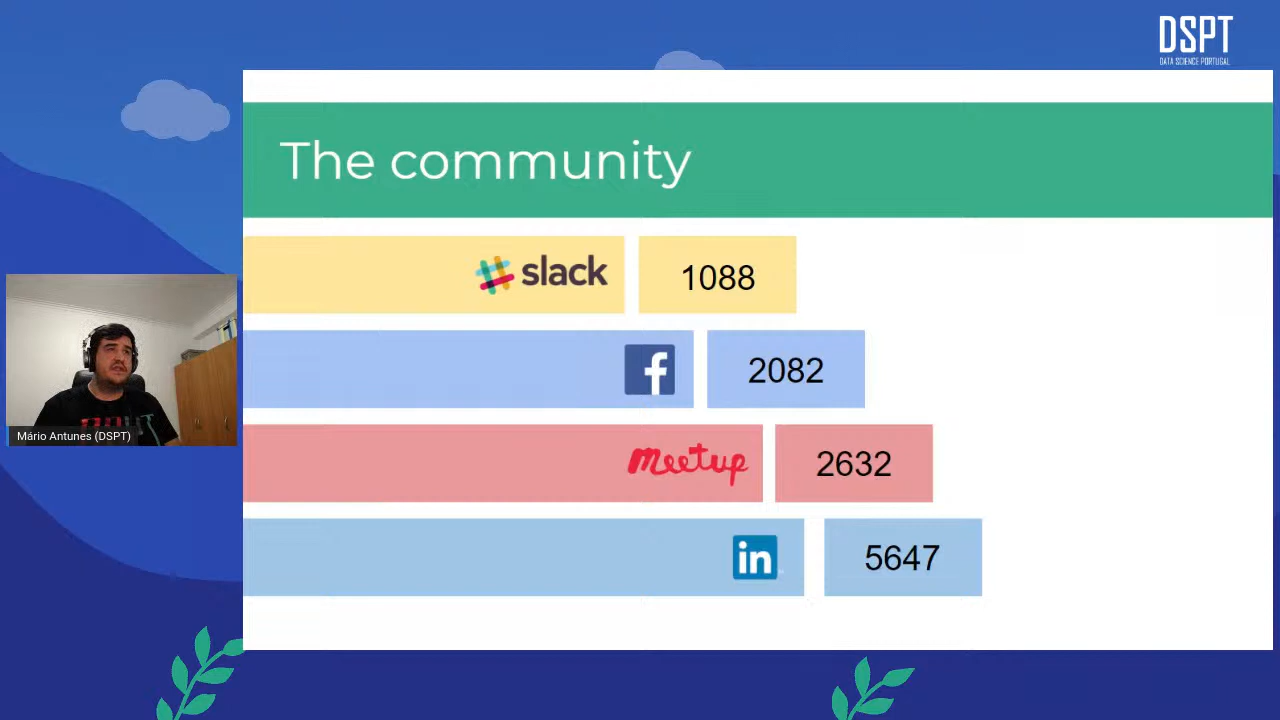 DSPT
DATA SCIENCE PORTUGAL
The community
slack 1088
f 2082
Meetup 2632
in 5647
Mário Antunes (DSPT)